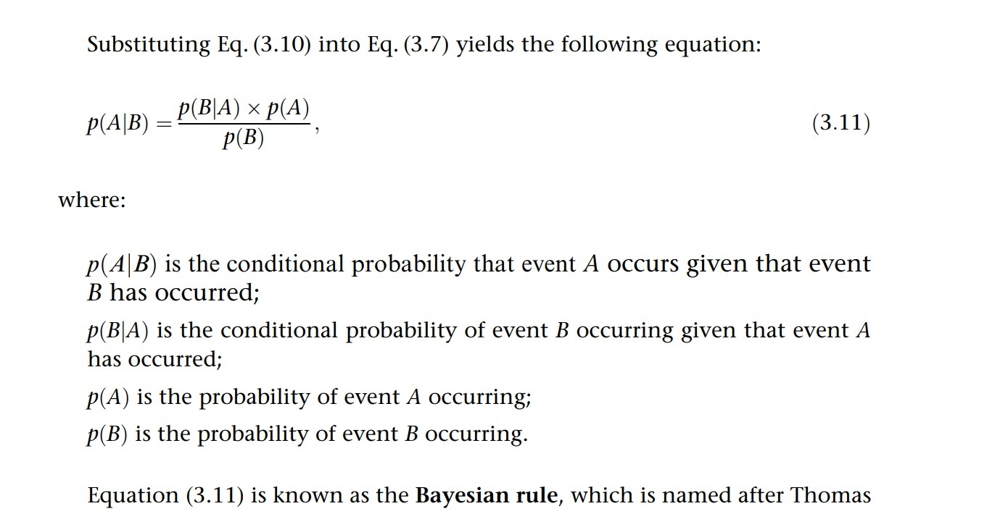 Substituting Eq. (3.10) into Eq. (3.7) yields the following equation:
p(A|B) = p(B|A) × p(A) / p(B), (3.11)
where:
p(A|B) is the conditional probability that event A occurs given that event
B has occurred;
p(B|A) is the conditional probability of event B occurring given that event A
has occurred;
p(A) is the probability of event A occurring;
p(B) is the probability of event B occurring.
Equation (3.11) is known as the Bayesian rule, which is named after Thomas